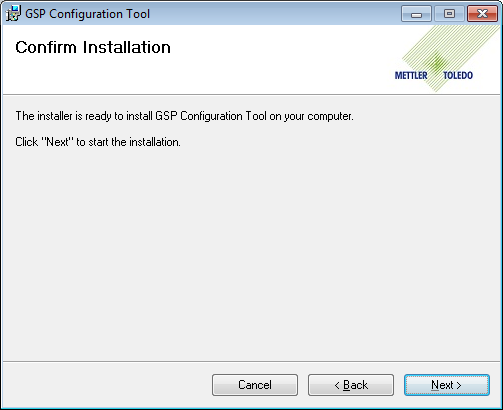 GSP Configuration Tool
Confirm Installation
METTLER TOLEDO
The installer is ready to install GSP Configuration Tool on your computer.
Click "Next" to start the installation.
Cancel
< Back
Next >